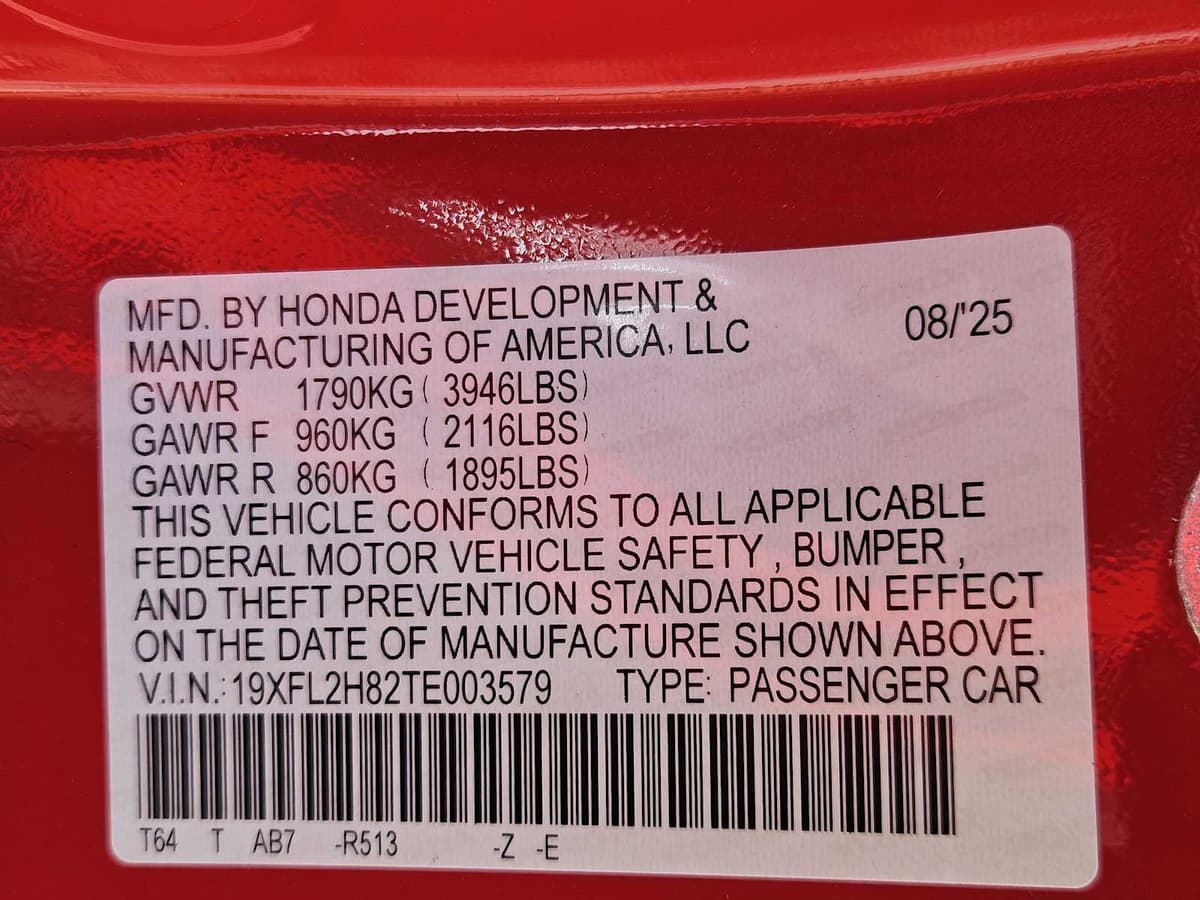 MFD. BY HONDA DEVELOPMENT &
MANUFACTURING OF AMERICA, LLC 08/'25
GVWR 1790KG ( 3946LBS)
GAWR F 960KG ( 2116LBS)
GAWR R 860KG ( 1895LBS)
THIS VEHICLE CONFORMS TO ALL APPLICABLE
FEDERAL MOTOR VEHICLE SAFETY , BUMPER ,
AND THEFT PREVENTION STANDARDS IN EFFECT
ON THE DATE OF MANUFACTURE SHOWN ABOVE.
V.I.N.: 19XFL2H82TE003579 TYPE: PASSENGER CAR
T64 T AB7 -R513 -Z -E